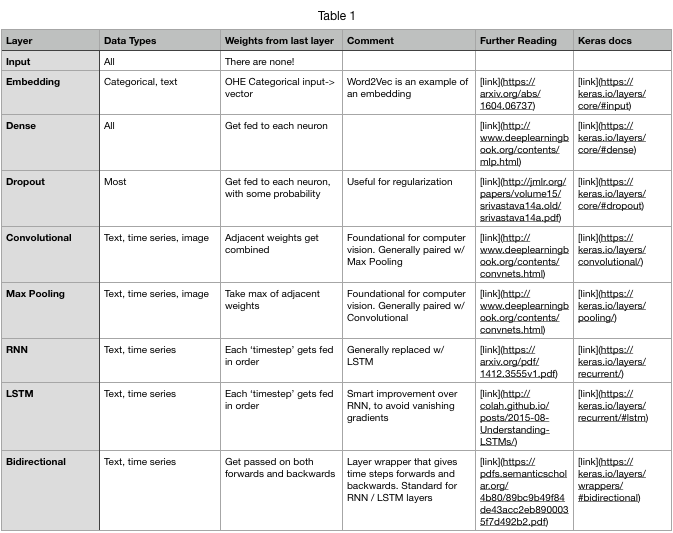 Table 1
Layer Data Types Weights from last layer Comment Further Reading Keras docs
Input All There are none!
Embedding Categorical, text OHE Categorical input-> Word2Vec is an example of [link](https:// [link](https://
vector an embedding arxiv.org/abs/ keras.io/layers/
1604.06737) core/#input)
Dense All Get fed to each neuron [link](http:// [link](https://
www.deeplearningb keras.io/layers/
ook.org/contents/ core/#dense)
mlp.html)
Dropout Most Get fed to each neuron, Useful for regularization [link](http://jmlr.org/ [link](https://
with some probability papers/volume15/ keras.io/layers/
srivastava14a.old/ core/#dropout)
srivastava14a.pdf)
Convolutional Text, time series, image Adjacent weights get Foundational for computer [link](http:// [link](https://
combined vision. Generally paired w/ www.deeplearningb keras.io/layers/
Max Pooling ook.org/contents/ convolutional/)
convnets.html)
Max Pooling Text, time series, image Take max of adjacent Foundational for computer [link](http:// [link](https://
weights vision. Generally paired w/ www.deeplearningb keras.io/layers/
Convolutional ook.org/contents/ pooling/)
convnets.html)
RNN Text, time series Each ‘timestep’ gets fed Generally replaced w/ [link](https:// [link](https://
in order LSTM arxiv.org/pdf/ keras.io/layers/
1412.3555v1.pdf) recurrent/)
LSTM Text, time series Each ‘timestep’ gets fed Smart improvement over [link](http:// [link](https://
in order RNN, to avoid vanishing colah.github.io/ keras.io/layers/
gradients posts/2015-08- recurrent/#lstm)
Understanding-
LSTMs/)
Bidirectional Text, time series Get passed on both Layer wrapper that gives [link](https:// [link](https://
forwards and backwards time steps forwards and pdfs.semanticschol keras.io/layers/
backwards. Standard for ar.org/ wrappers/
RNN / LSTM layers 4b80/89bc9b49f84 #bidirectional)
de43acc2eb890003
5f7d492b2.pdf)